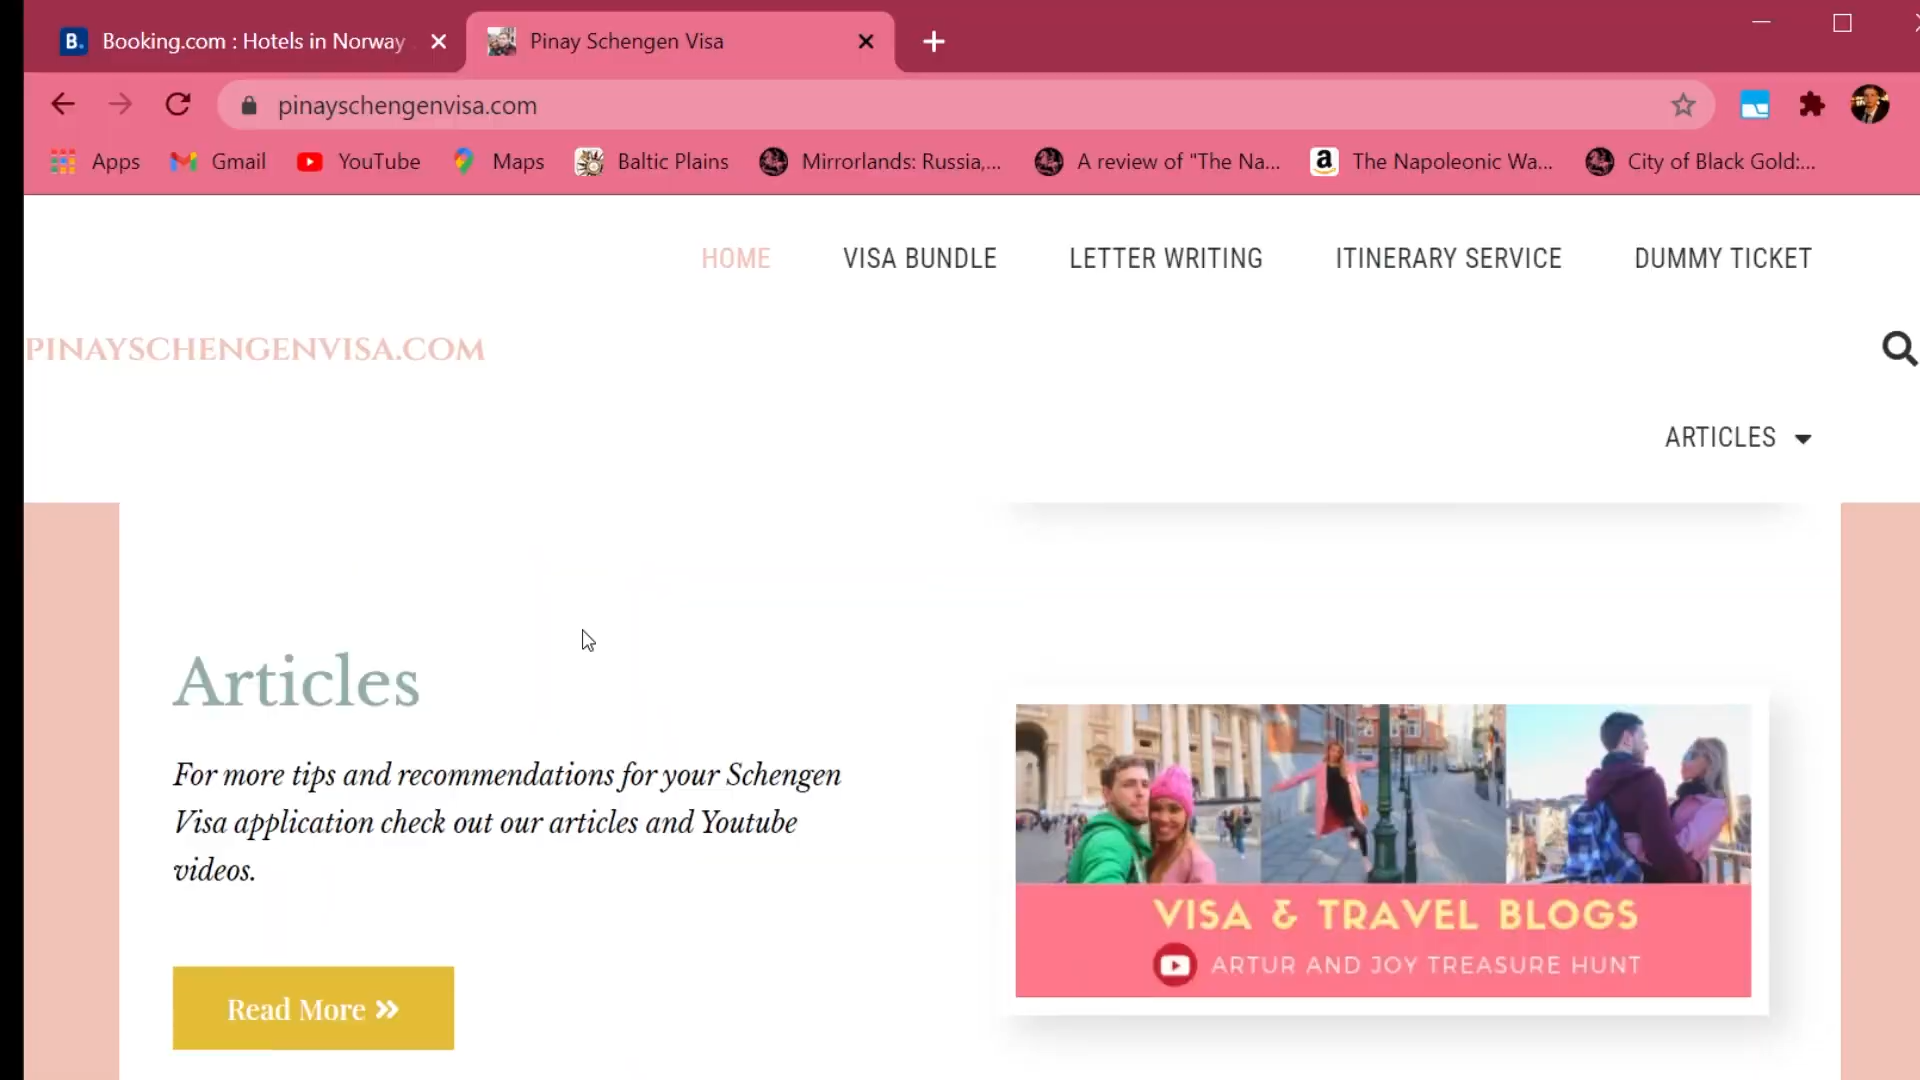 B. Booking.com : Hotels in Norway
Pinay Schengen Visa
pinayschengenvisa.com
Apps
Gmail
YouTube
Maps
Baltic Plains
Mirrorlands: Russia,...
A review of "The Na...
a The Napoleonic Wa...
City of Black Gold:...
HOME
VISA BUNDLE
LETTER WRITING
ITINERARY SERVICE
DUMMY TICKET
PINAYSCHENGENVISA.COM
ARTICLES
Articles
For more tips and recommendations for your Schengen
Visa application check out our articles and Youtube
videos.
Read More »
VISA & TRAVEL BLOGS
ARTUR AND JOY TREASURE HUNT